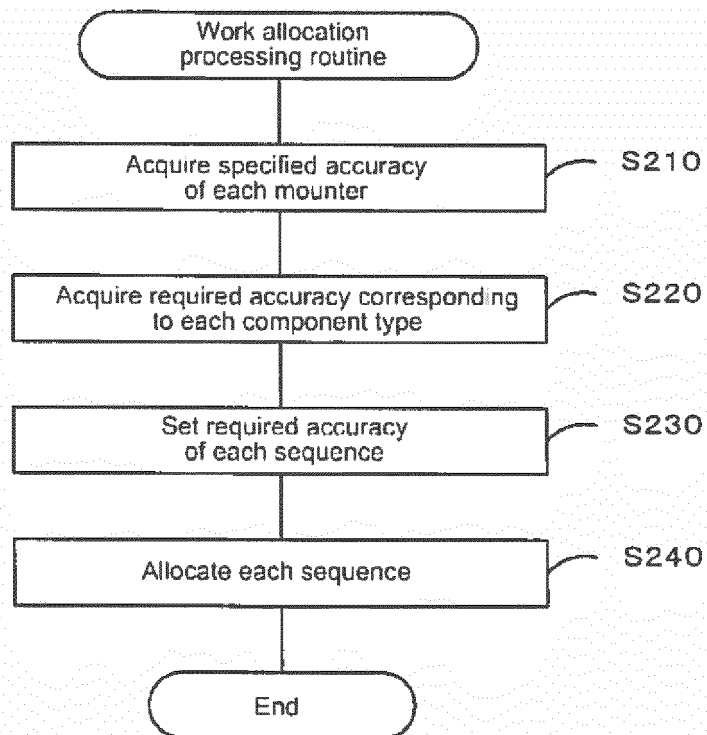 Work allocation
processing routine
Acquire specified accuracy
of each mounter
S210
Acquire required accuracy corresponding
to each component type
S220
Set required accuracy
of each sequence
S230
Allocate each sequence
S240
End